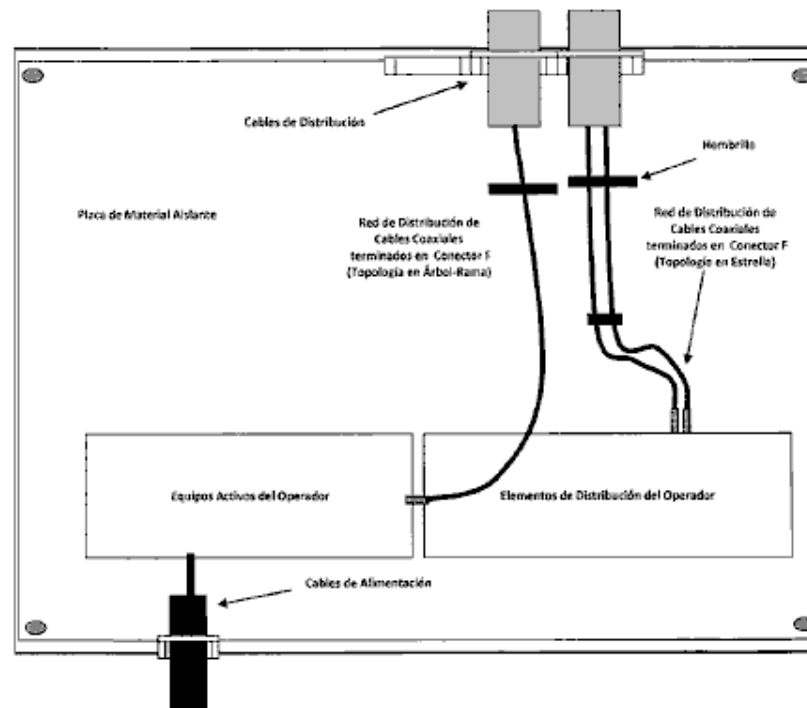 Cables de Distribución
Hembrilla
Placa de Material Aislante
Red de Distribución de
Cables Coaxiales
terminados en Conector F
(Topología en Árbol-Rama)
Red de Distribución de
Cables Coaxiales
terminados en Conector F
(Topología en Estrella)
Equipos Activos del Operador
Elementos de Distribución del Operador
Cables de Alimentación